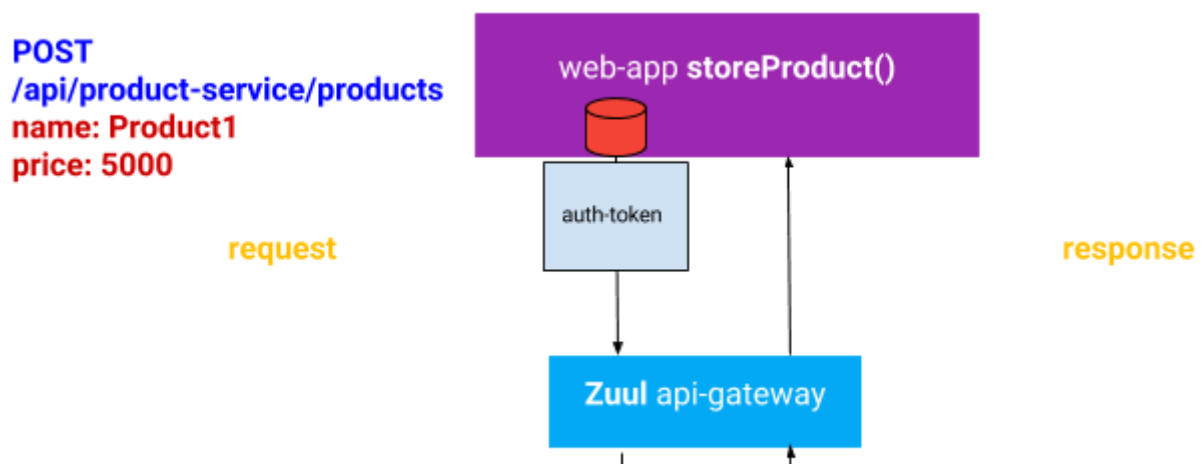 POST
/api/product-service/products
name: Product1
price: 5000
web-app storeProduct()
auth-token
request
response
Zuul api-gateway